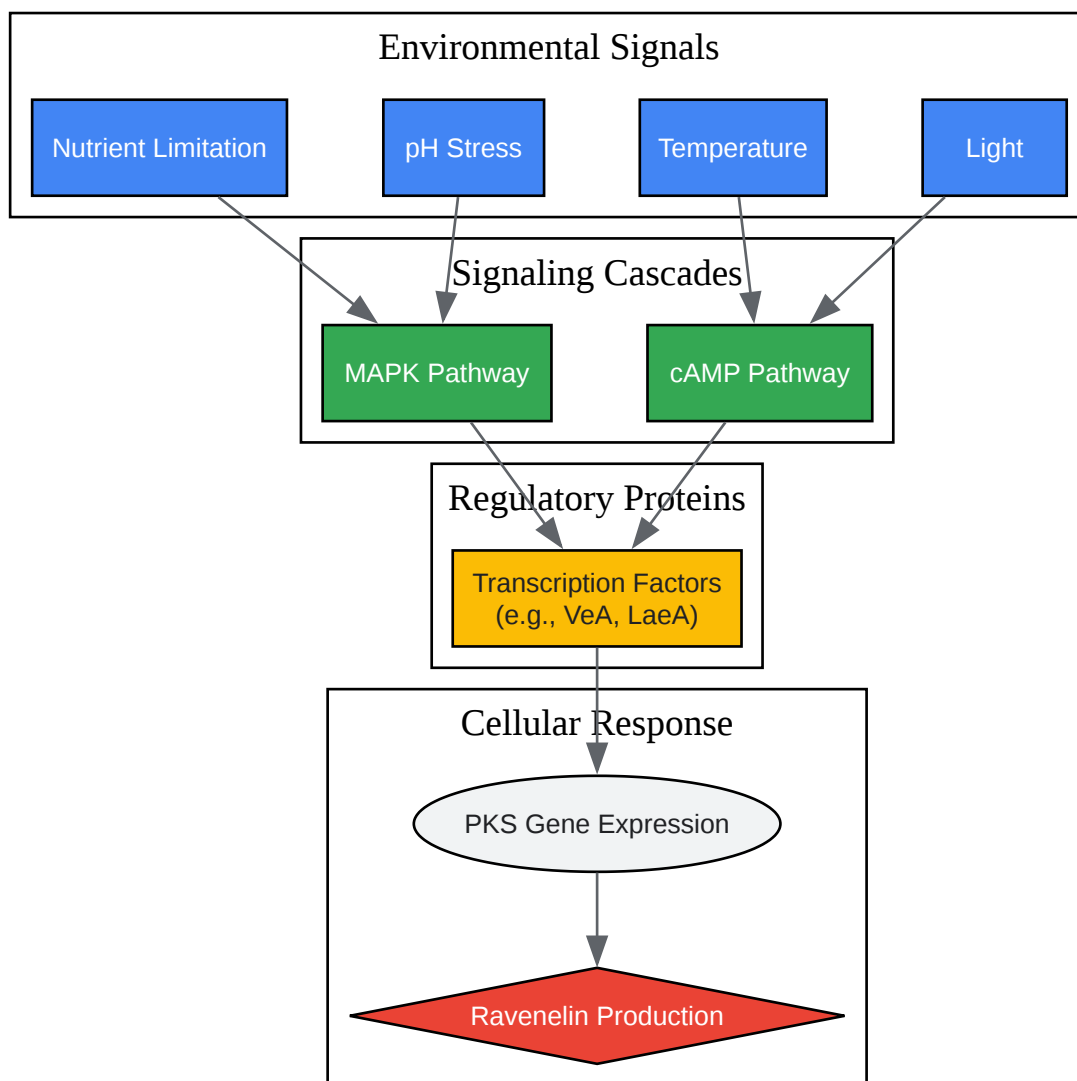 Environmental Signals
Nutrient Limitation
pH Stress
Temperature
Light
Signaling Cascades
MAPK Pathway
cAMP Pathway
Regulatory Proteins
Transcription Factors
(e.g., VeA, LaeA)
Cellular Response
PKS Gene Expression
Ravenelin Production